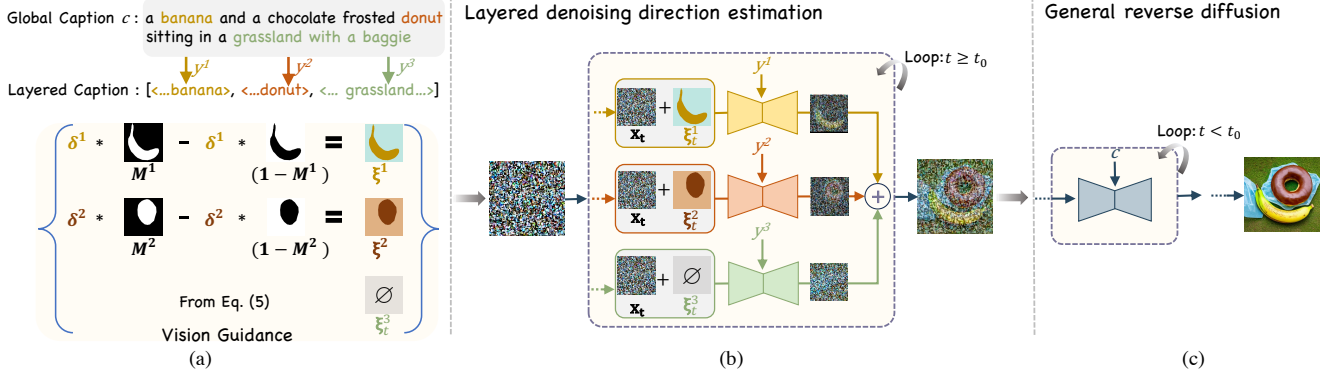 Global Caption c : a banana and a chocolate frosted donut
sitting in a grassland with a baggie
y¹ y² y³
Layered Caption : [<...banana>, <...donut>, <... grassland...>]
δ¹ * M¹ − δ¹ * (1 − M¹) = ξ¹
δ² * M² − δ² * (1 − M²) = ξ²
∅
ξ³ₜ
From Eq. (5)
Vision Guidance
(a)
Layered denoising direction estimation
Loop: t ≥ t₀
y¹
xₜ + ξ¹ₜ
y²
xₜ + ξ²ₜ
+
y³
xₜ + ∅ ξ³ₜ
(b)
General reverse diffusion
Loop: t < t₀
c
(c)